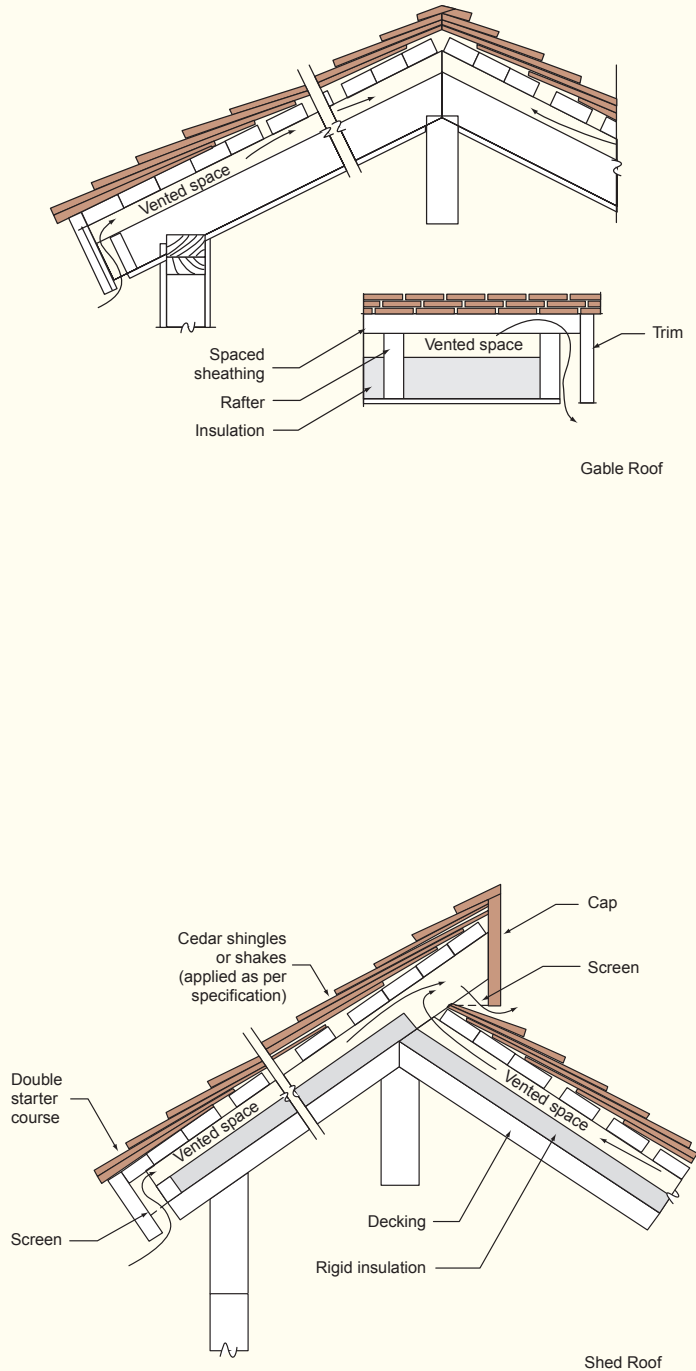 Vented space
Spaced
sheathing
Rafter
Insulation
Vented space
Trim
Gable Roof
Cedar shingles
or shakes
(applied as per
specification)
Cap
Screen
Double
starter
course
Vented space
Vented space
Screen
Decking
Rigid insulation
Shed Roof